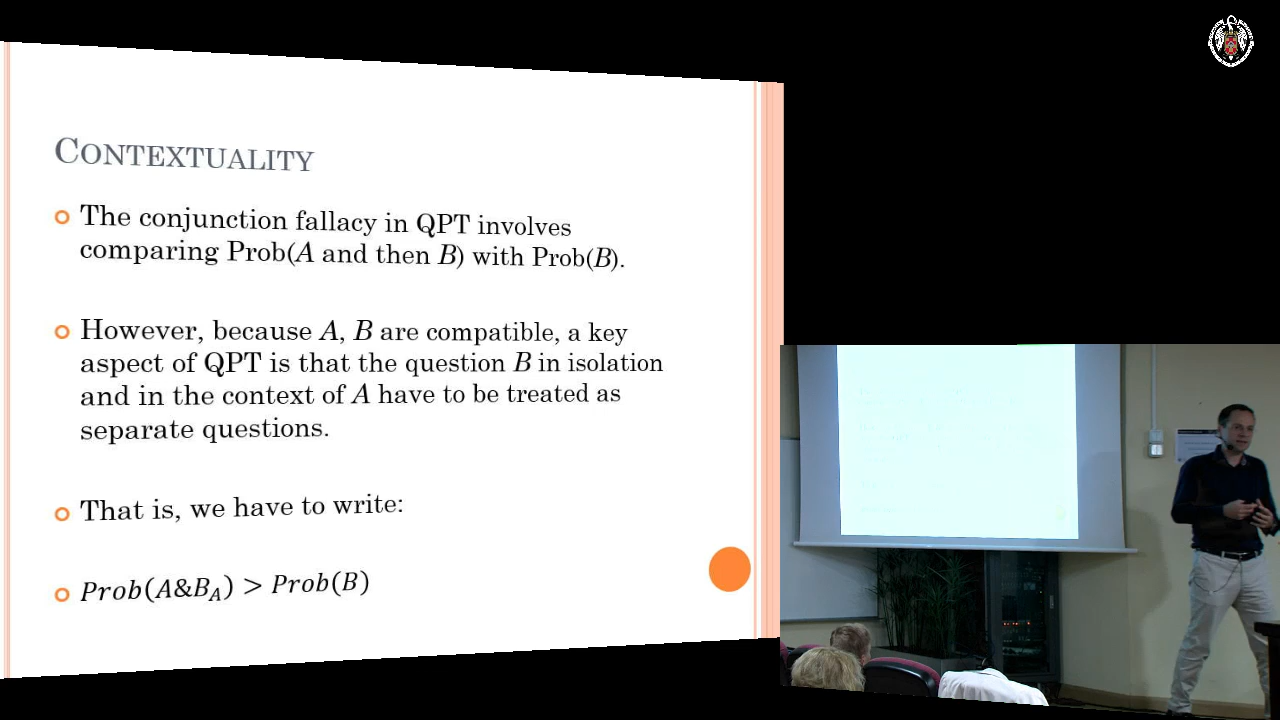 CONTEXTUALITY
The conjunction fallacy in QPT involves
comparing Prob(A and then B) with Prob(B).
However, because A, B are compatible, a key
aspect of QPT is that the question B in isolation
and in the context of A have to be treated as
separate questions.
That is, we have to write:
Prob(A&B_A) > Prob(B)